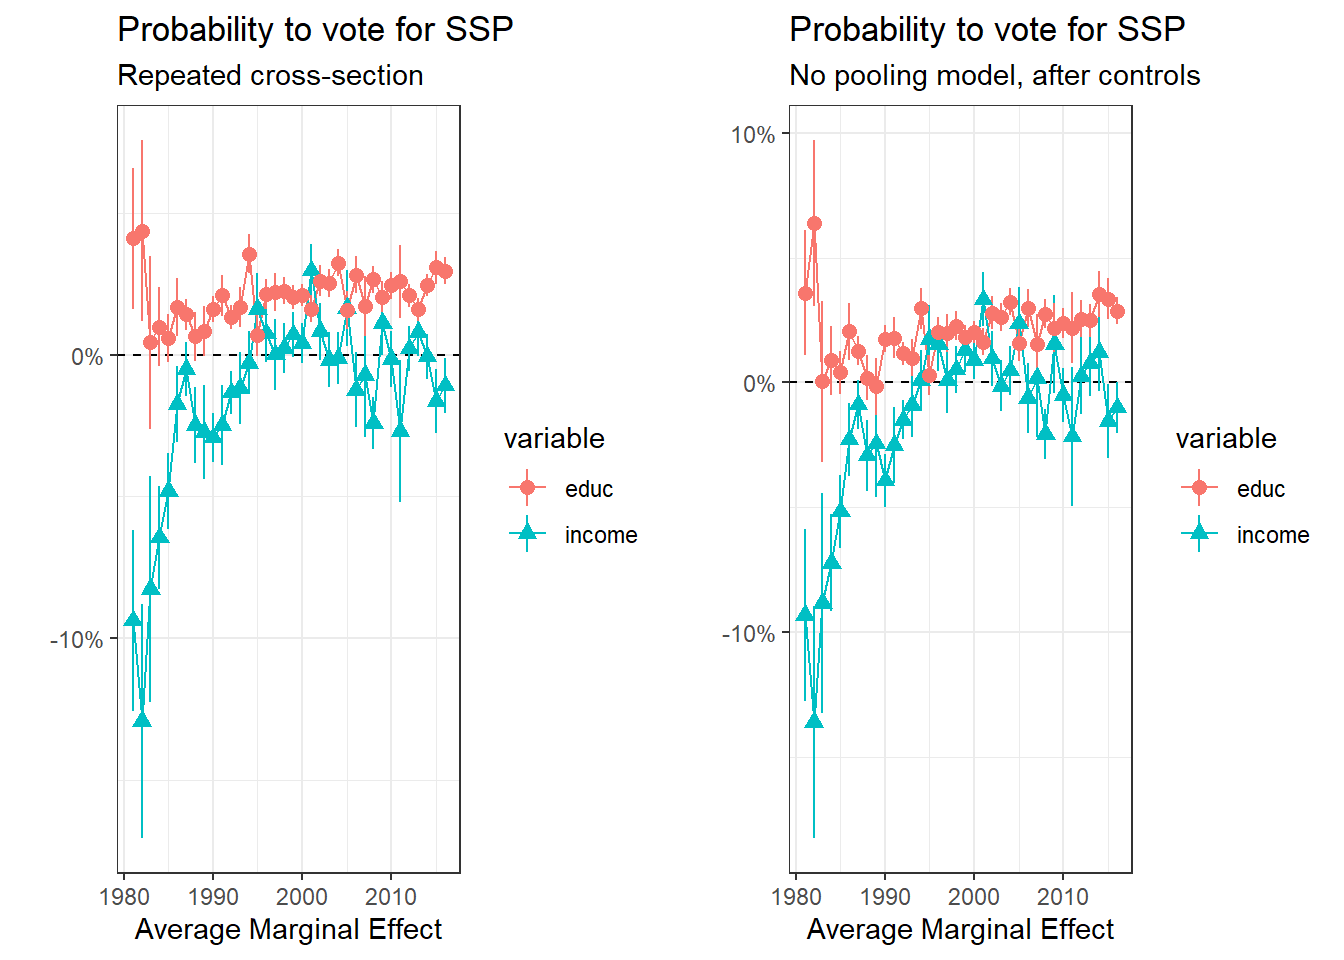 Probability to vote for SSP
Repeated cross-section
0%
-10%
1980 1990 2000 2010
Average Marginal Effect
variable
educ
income
Probability to vote for SSP
No pooling model, after controls
10%
0%
-10%
1980 1990 2000 2010
Average Marginal Effect
variable
educ
income